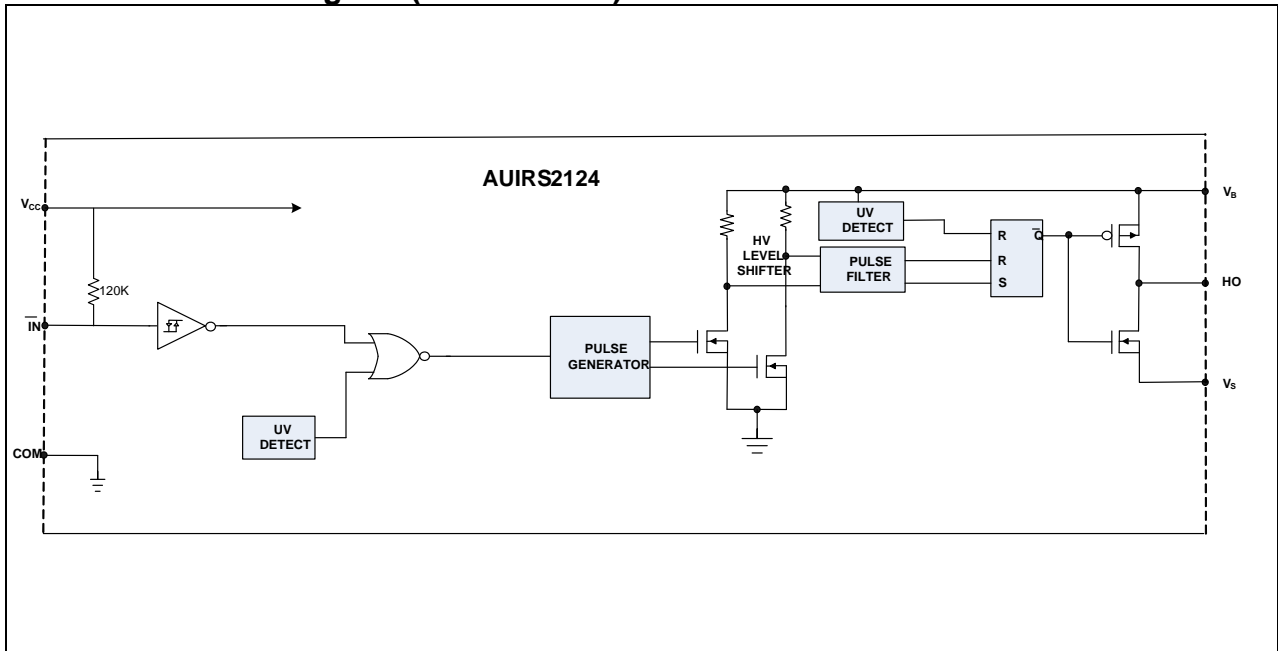 AUIRS2124
VCC
120K
IN
COM
UV
DETECT
PULSE
GENERATOR
HV
LEVEL
SHIFTER
UV
DETECT
PULSE
FILTER
R
R
S
Q
VB
HO
VS